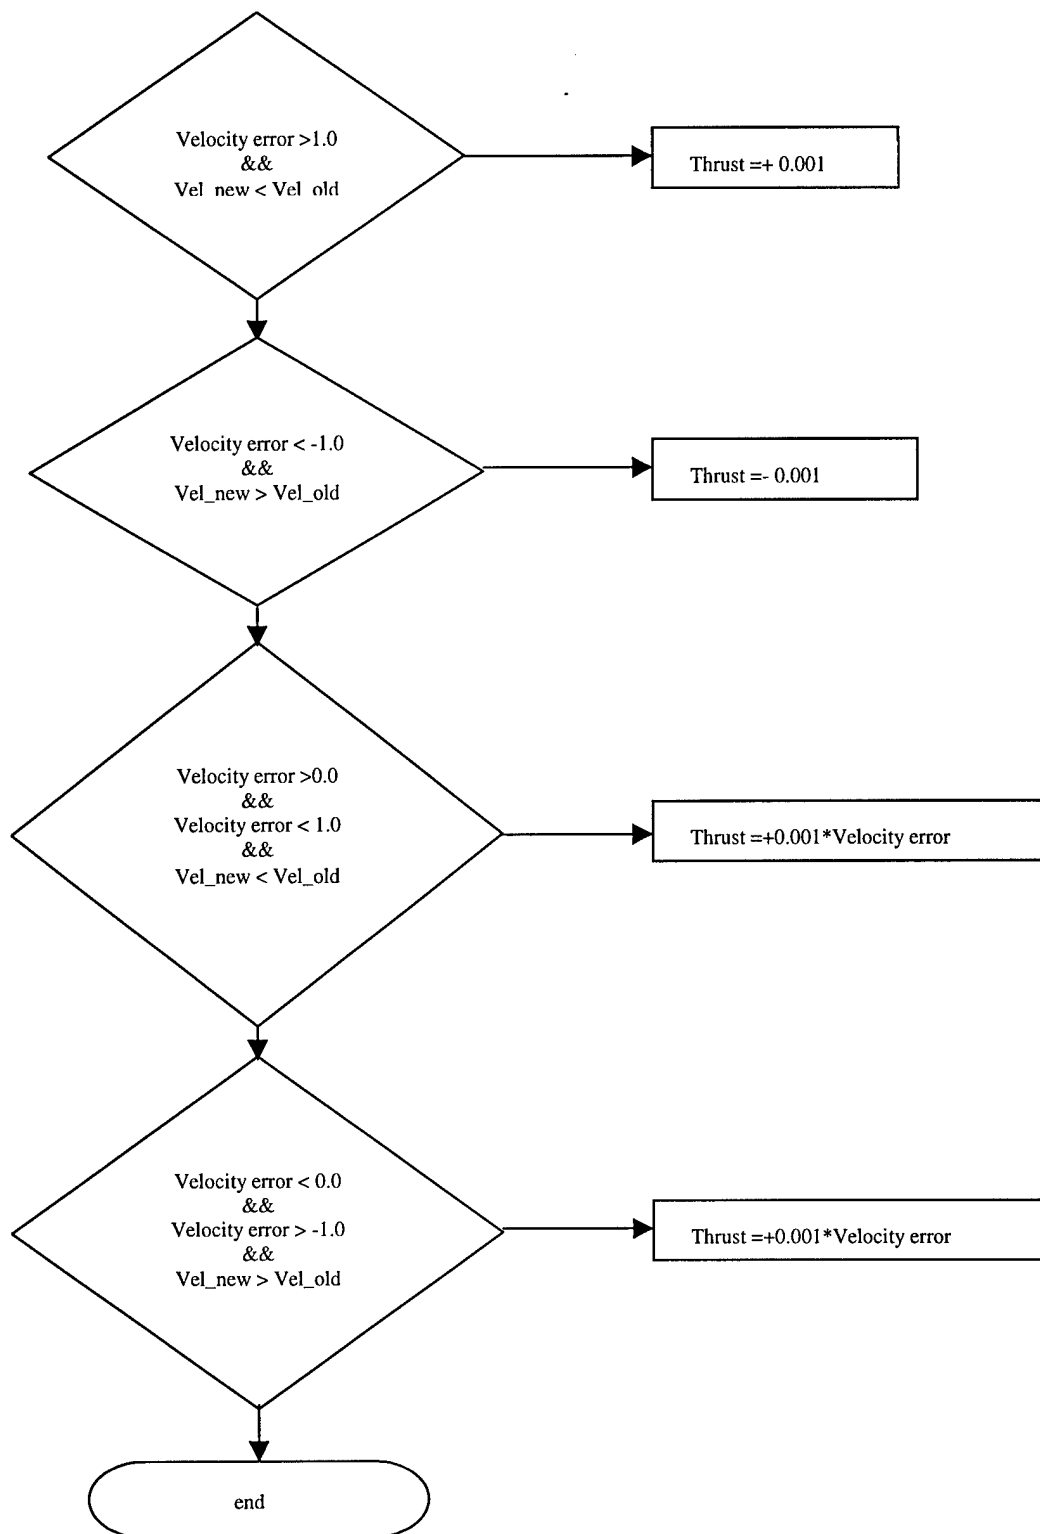 Velocity error >1.0
&&
Vel_new < Vel_old
Thrust =+ 0.001
Velocity error < -1.0
&&
Vel_new > Vel_old
Thrust =- 0.001
Velocity error >0.0
&&
Velocity error < 1.0
&&
Vel_new < Vel_old
Thrust =+0.001*Velocity error
Velocity error < 0.0
&&
Velocity error > -1.0
&&
Vel_new > Vel_old
Thrust =+0.001*Velocity error
end